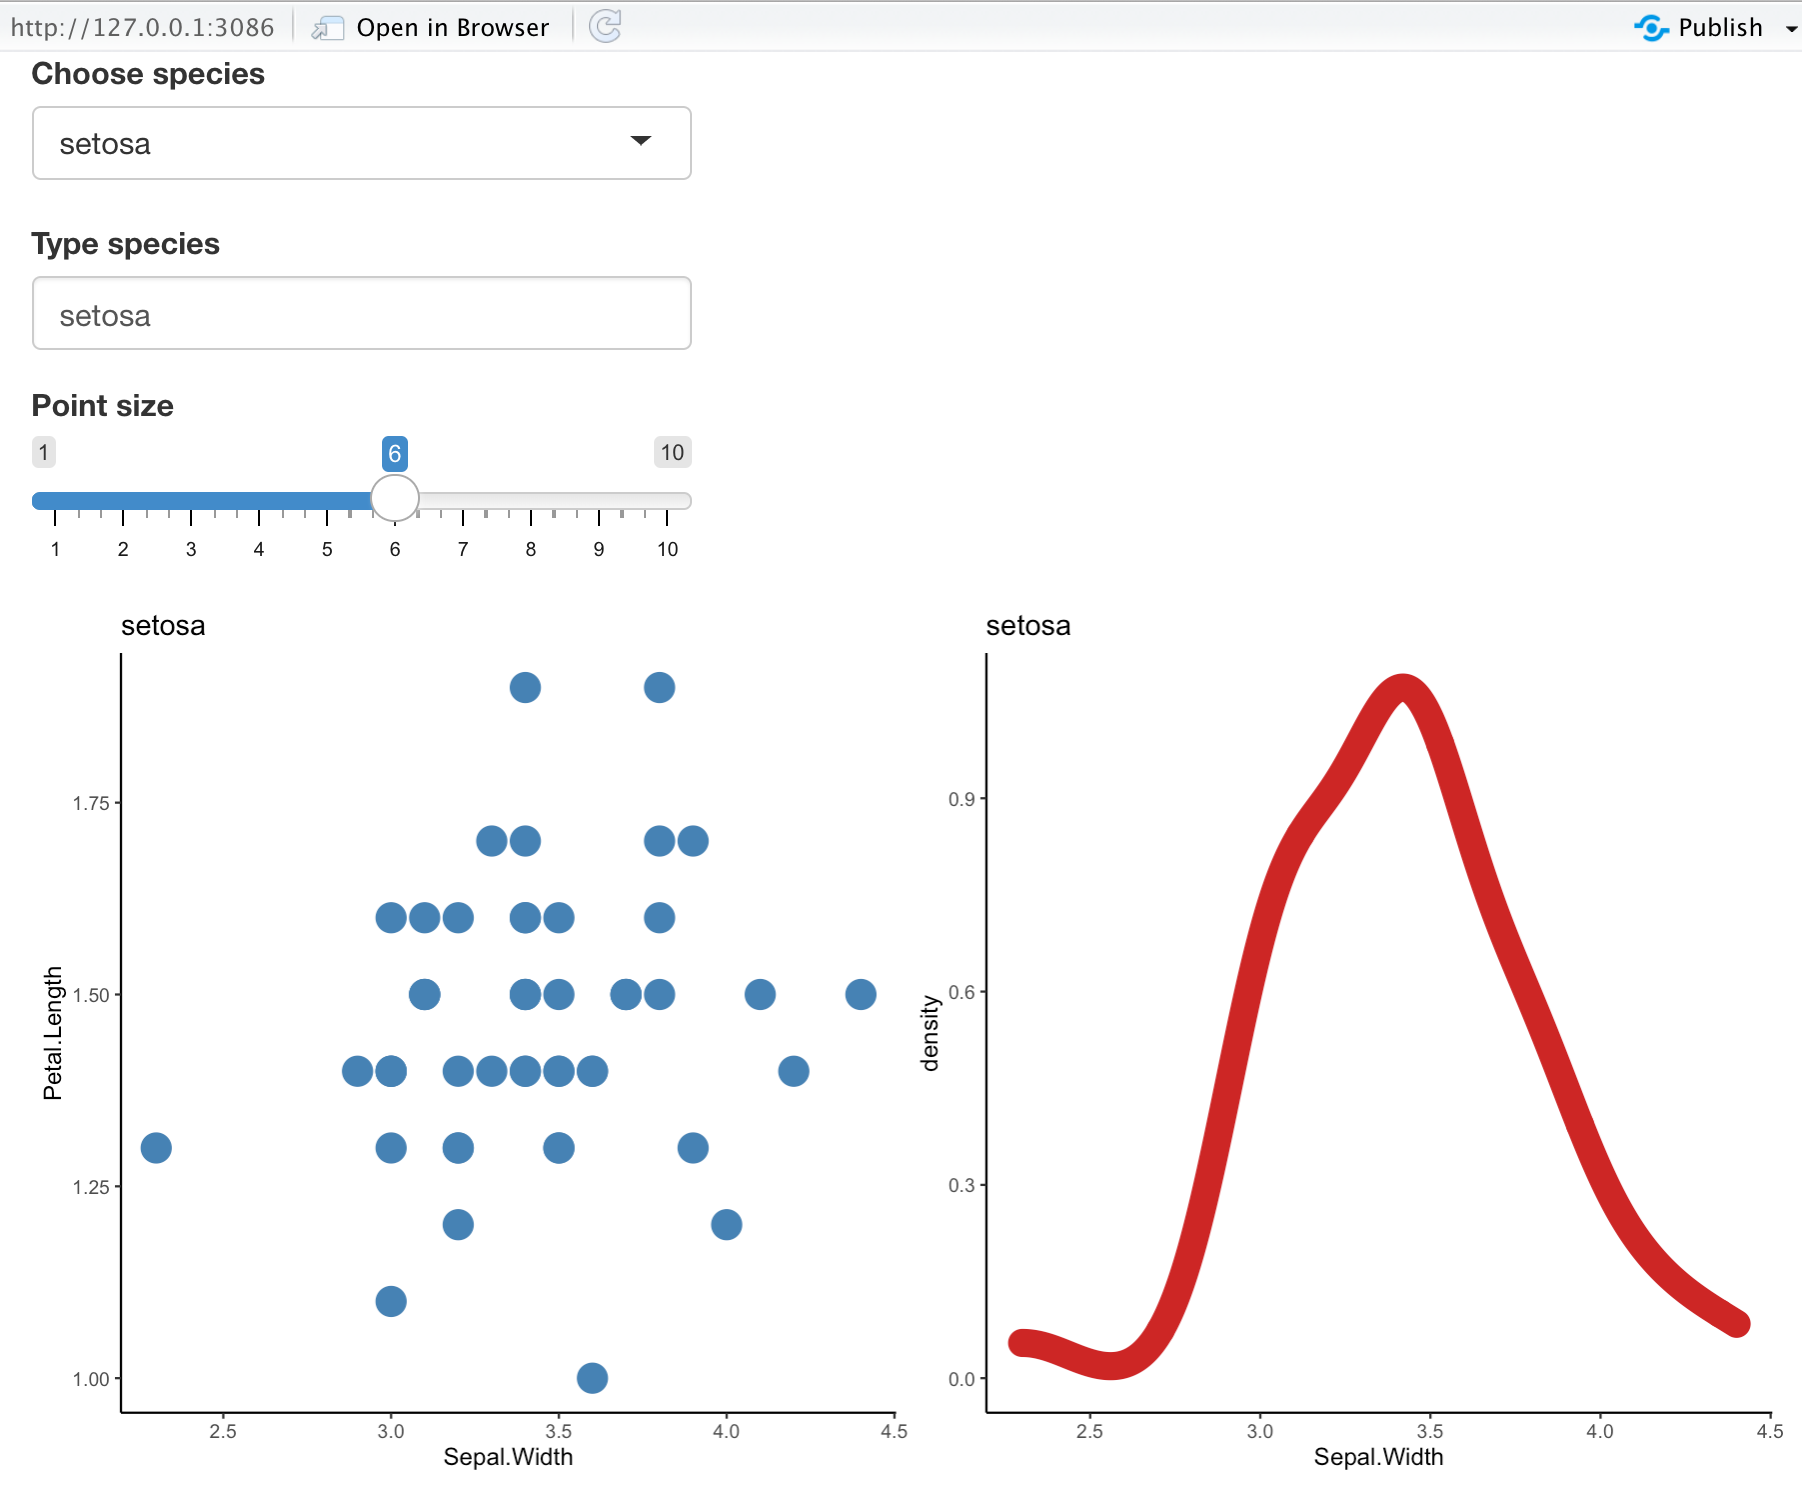 http://127.0.0.1:3086 Open in Browser Publish
Choose species
setosa
Type species
setosa
Point size
1 6 10
1 2 3 4 5 6 7 8 9 10
setosa
1.75
1.50
1.25
1.00
Petal.Length
2.5 3.0 3.5 4.0 4.5
Sepal.Width
setosa
0.9
0.6
0.3
0.0
density
2.5 3.0 3.5 4.0 4.5
Sepal.Width